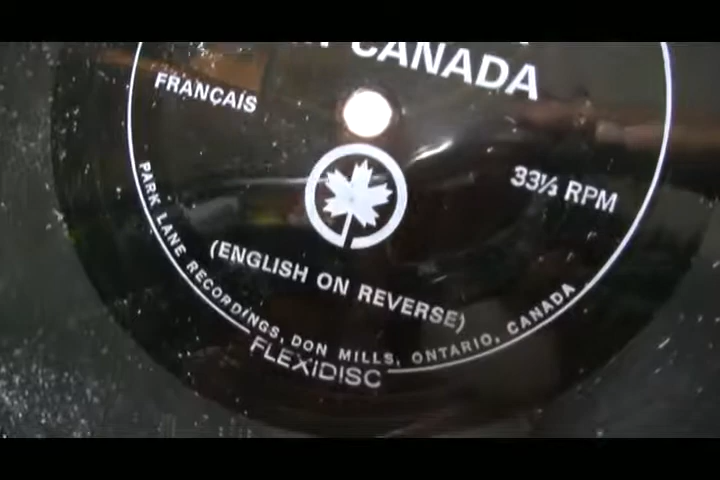 CANADA
FRANÇAIS
33⅓ RPM
(ENGLISH ON REVERSE)
PARK LANE RECORDINGS, DON MILLS, ONTARIO, CANADA
FLEXIDISC